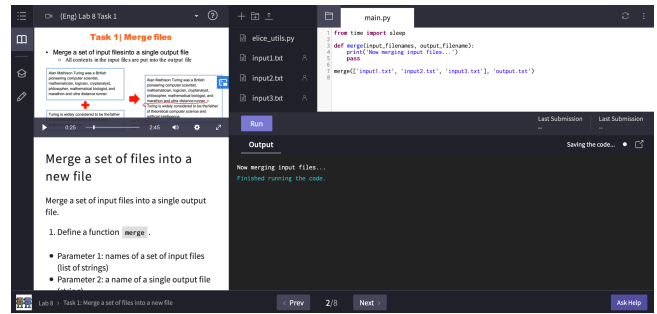 (Eng) Lab 8 Task 1
Task 1| Merge files
• Merge a set of input filesinto a single output file
○ All contents in the input files are put into the output file
Alan Mathison Turing was a British
pioneering computer scientist,
mathematician, logician, cryptanalyst,
philosopher, mathematical biologist, and
marathon and ultra distance runner.
Turing is widely considered to be the father
Alan Mathison Turing was a British
pioneering computer scientist,
mathematician, logician, cryptanalyst,
philosopher, mathematical biologist, and
marathon and ultra distance runner.
Turing is widely considered to be the father
of theoretical computer science and
artificial intelligence.
0:25
2:45
Merge a set of files into a
new file
Merge a set of input files into a single output
file.
1. Define a function merge .
• Parameter 1: names of a set of input files
(list of strings)
• Parameter 2: a name of a single output file
(string)
elice_utils.py
input1.txt
input2.txt
input3.txt
main.py
1 from time import sleep
2
3 def merge(input_filenames, output_filename):
4 print('Now merging input files...')
5 pass
6
7 merge(['input1.txt', 'input2.txt', 'input3.txt'], 'output.txt')
8
Run
Last Submission
--
Last Submission
--
Output
Saving the code...
Now merging input files...
Finished running the code.
Lab 8 › Task 1: Merge a set of files into a new file
‹ Prev
2/8
Next ›
Ask Help